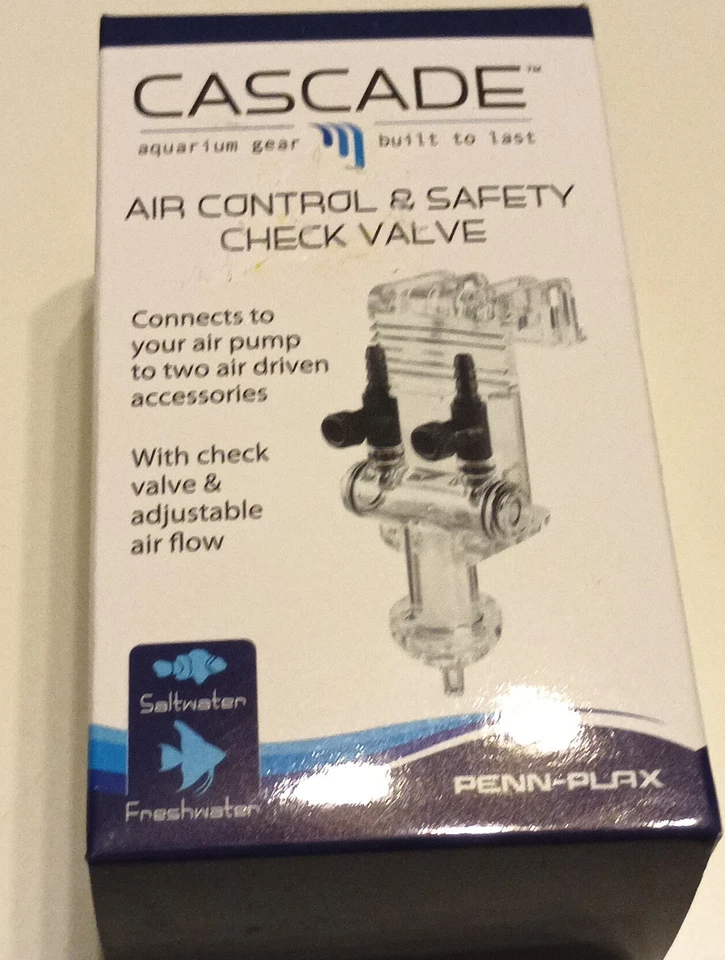 CASCADE™
aquarium gear built to last
AIR CONTROL & SAFETY
CHECK VALVE
Connects to
your air pump
to two air driven
accessories
With check
valve &
adjustable
air flow
Saltwater
Freshwater
PENN-PLAX